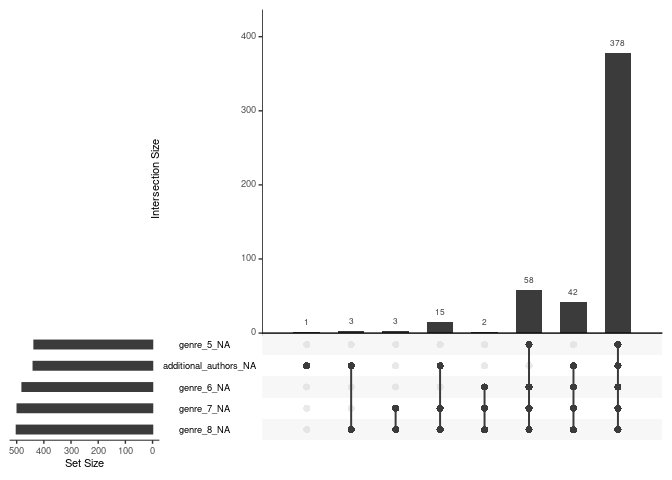 400
300
200
100
0
Intersection Size
378
1
3
3
15
2
58
42
genre_5_NA
additional_authors_NA
genre_6_NA
genre_7_NA
genre_8_NA
500 400 300 200 100 0
Set Size